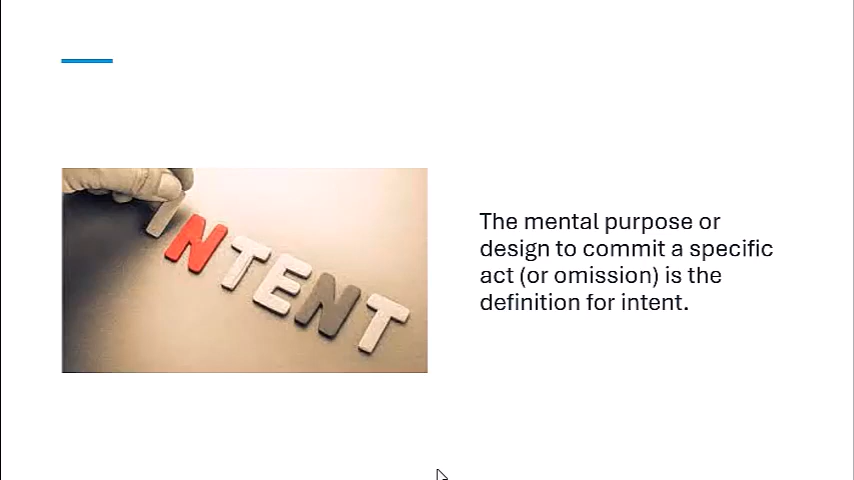 INTENT
The mental purpose or
design to commit a specific
act (or omission) is the
definition for intent.